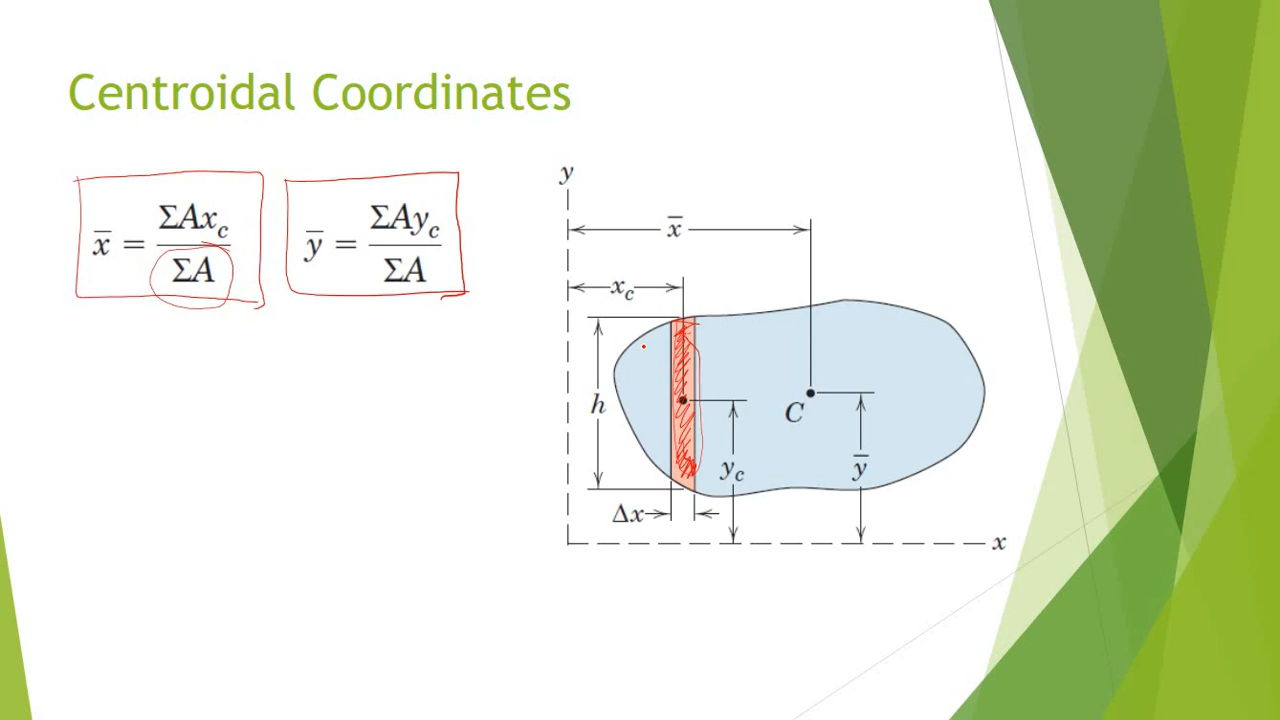 Centroidal Coordinates
x̄ = ΣAx_c / ΣA
ȳ = ΣAy_c / ΣA
y
x̄
x_c
h
C
y_c
ȳ
Δx
x